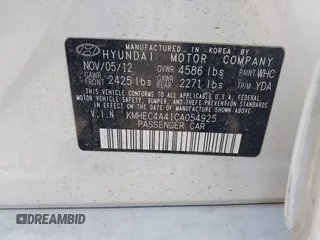 MANUFACTURED IN KOREA BY
HYUNDAI MOTOR COMPANY
NOV/05/12 GVWR 4586 lbs PAINT WHC
GAWR FRONT 2425 lbs GAWR REAR 2271 lbs TRIM YDA
THIS VEHICLE CONFORMS TO ALL APPLICABLE
U.S.A. FEDERAL MOTOR VEHICLE SAFETY, BUMPER, AND THEFT PREVENTION STANDARDS
IN EFFECT ON THE DATE OF MANUFACTURE SHOWN ABOVE.
V.I.N KMHEC4A41CA054925
PASSENGER CAR
DREAMBID